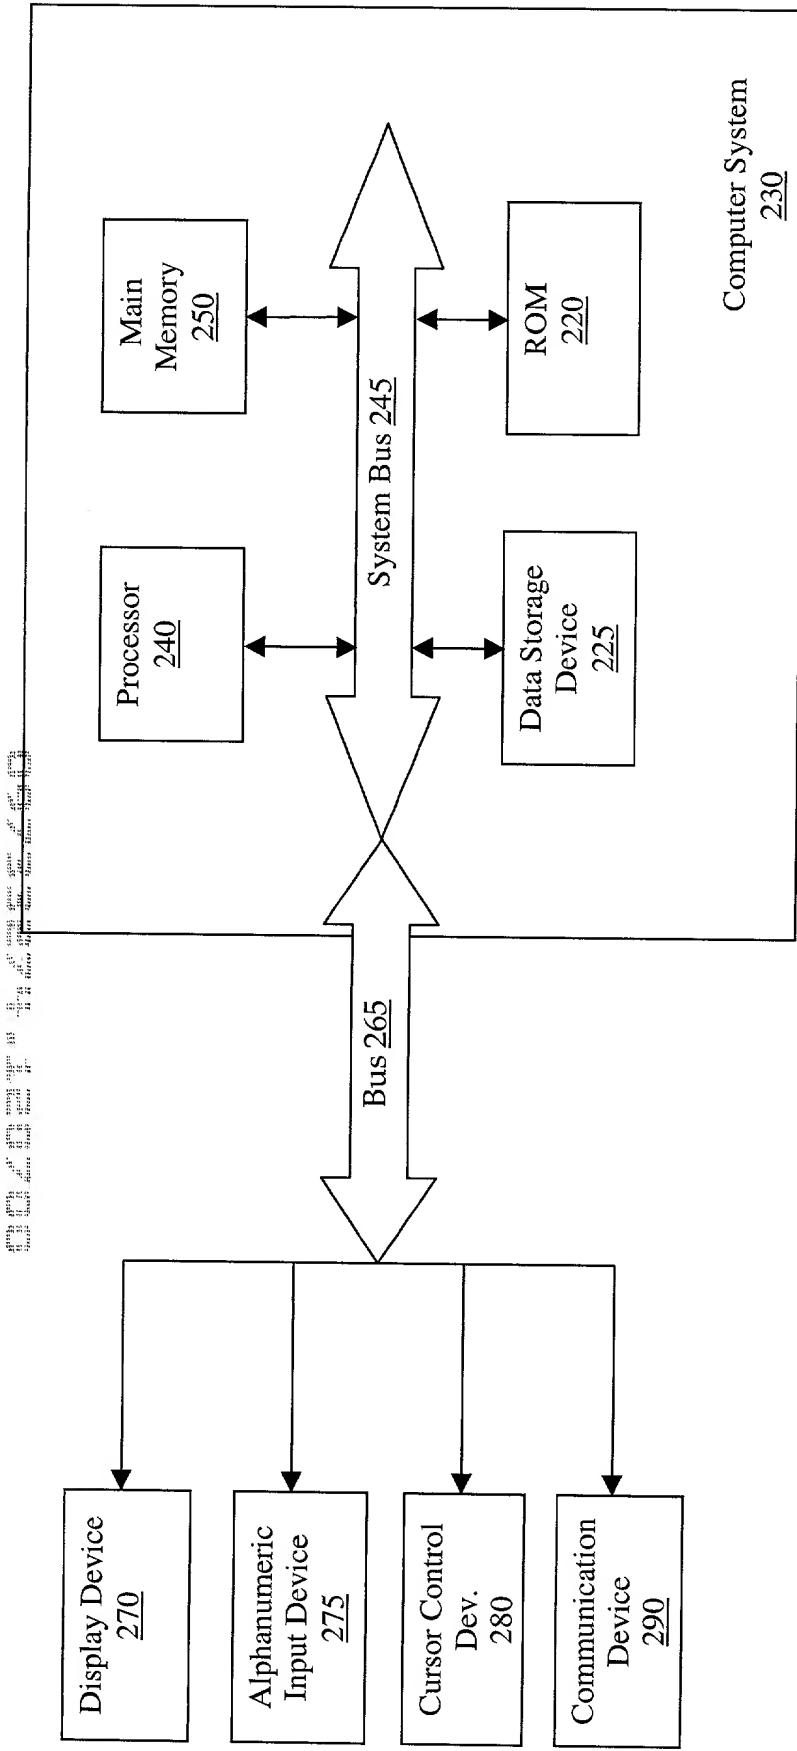 Display Device
270
Alphanumeric
Input Device
275
Cursor Control
Dev. 280
Communication
Device
290
Bus 265
Processor
240
Main
Memory
250
System Bus 245
Data Storage
Device
225
ROM
220
Computer System
230